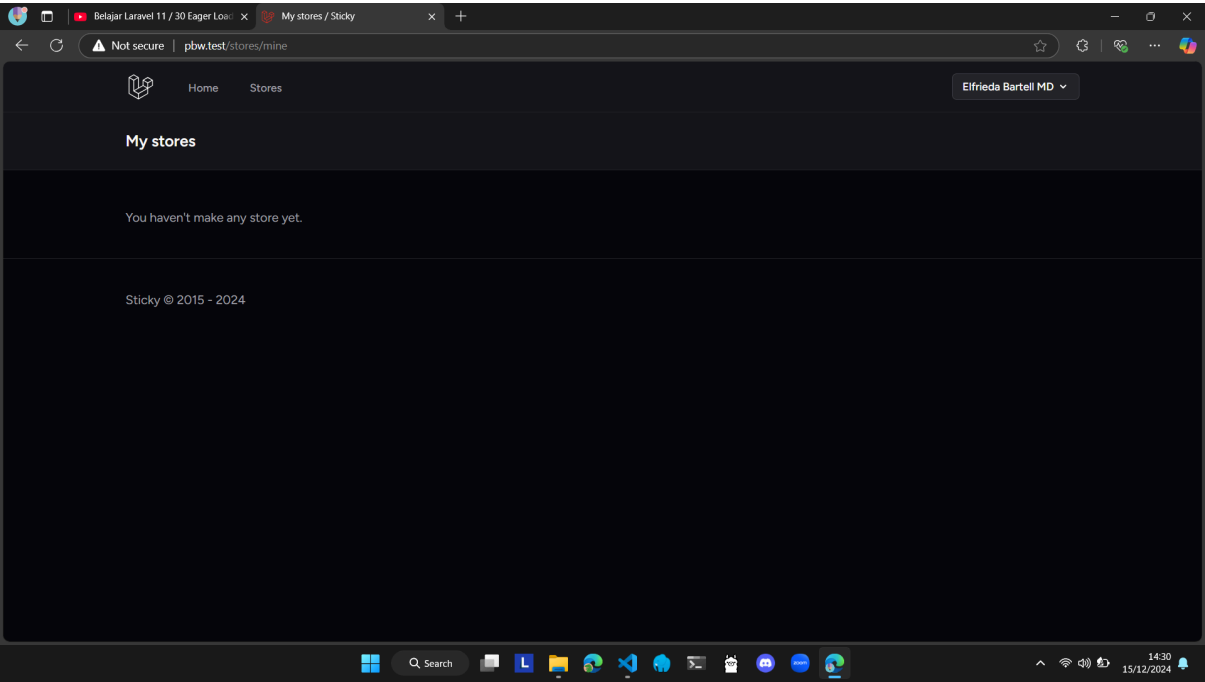 Belajar Laravel 11 / 30 Eager Load
My stores / Sticky
Not secure
pbw.test/stores/mine
Home
Stores
Elfrieda Bartell MD
My stores
You haven't make any store yet.
Sticky © 2015 - 2024
L
Search
zoom
14:30
15/12/2024